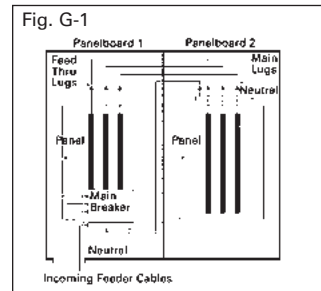 Fig. G-1
Panelboard 1
Panelboard 2
Feed
Thru
Lugs
Main
Lugs
Neutral
Panel
Panel
Main
Breaker
Neutral
Incoming Feeder Cables